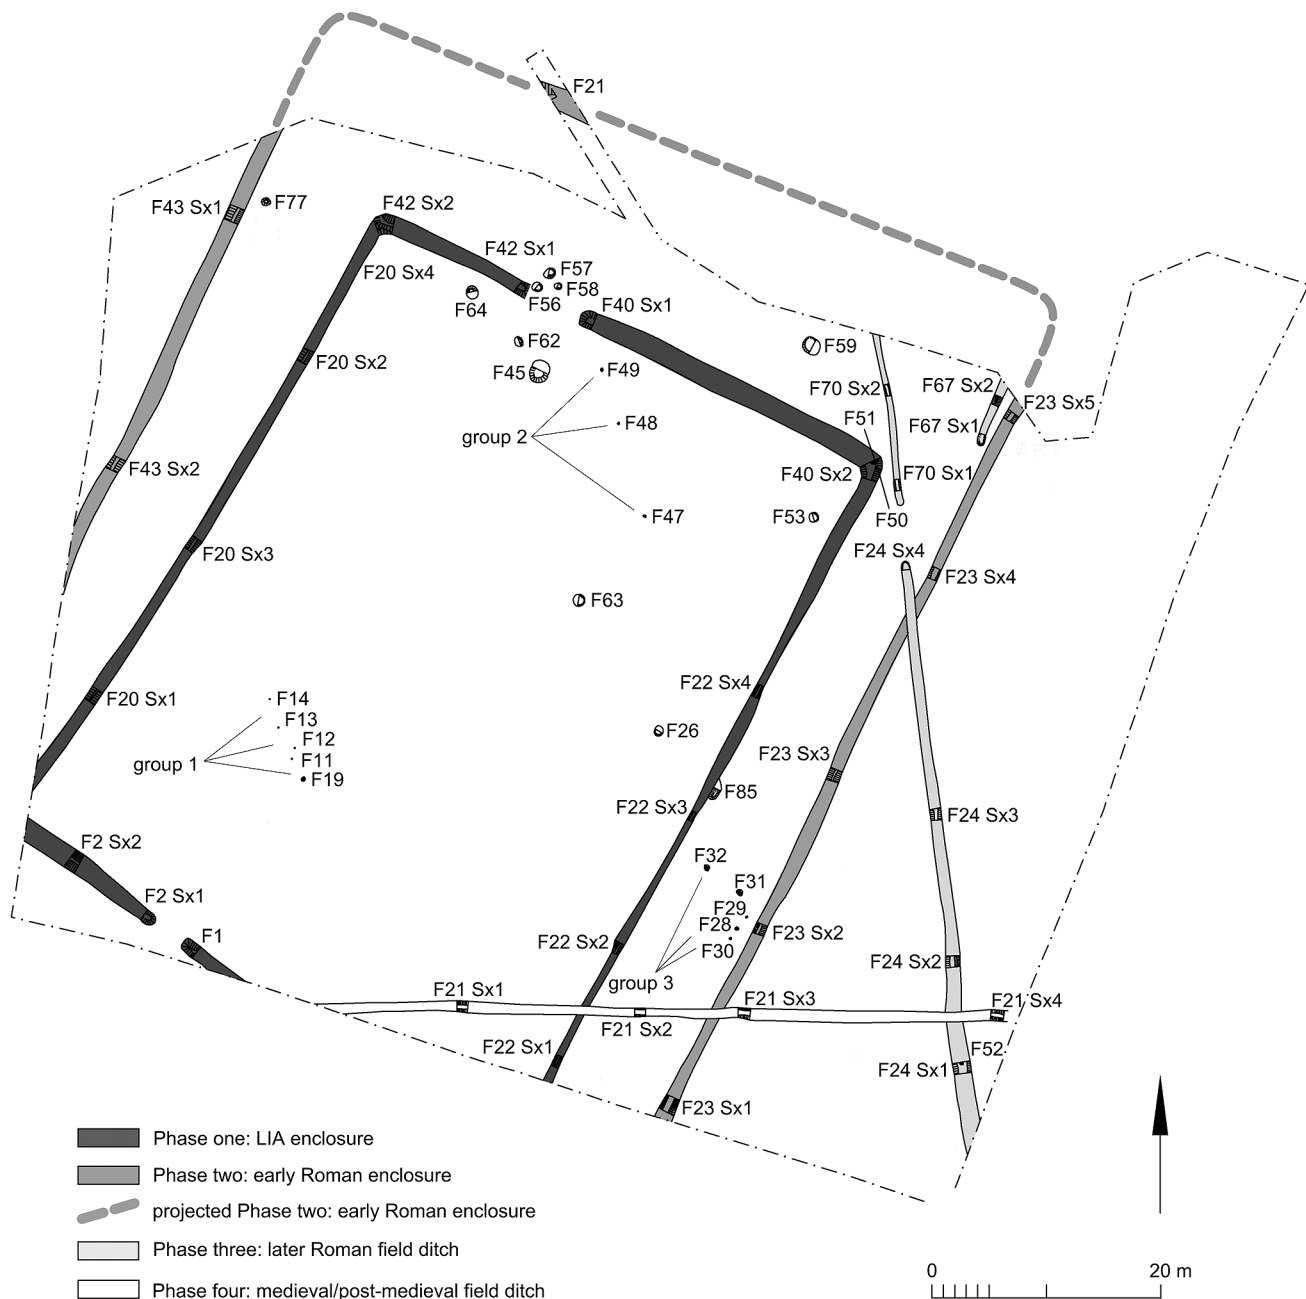 F21
F43 Sx1
F77
F42 Sx2
F42 Sx1
F20 Sx4
F57
F58
F56
F64
F40 Sx1
F62
F45
F49
F59
F20 Sx2
F70 Sx2
F67 Sx2
F23 Sx5
F51
F67 Sx1
group 2
F48
F43 Sx2
F40 Sx2
F70 Sx1
F47
F53
F50
F20 Sx3
F24 Sx4
F23 Sx4
F63
F22 Sx4
F20 Sx1
F14
F13
F12
F11
F19
group 1
F26
F23 Sx3
F85
F22 Sx3
F24 Sx3
F2 Sx2
F32
F31
F2 Sx1
F29
F28
F30
F23 Sx2
F1
F22 Sx2
F24 Sx2
group 3
F21 Sx1
F21 Sx3
F21 Sx4
F21 Sx2
F22 Sx1
F52
F24 Sx1
F23 Sx1
Phase one: LIA enclosure
Phase two: early Roman enclosure
projected Phase two: early Roman enclosure
Phase three: later Roman field ditch
Phase four: medieval/post-medieval field ditch
0 20 m